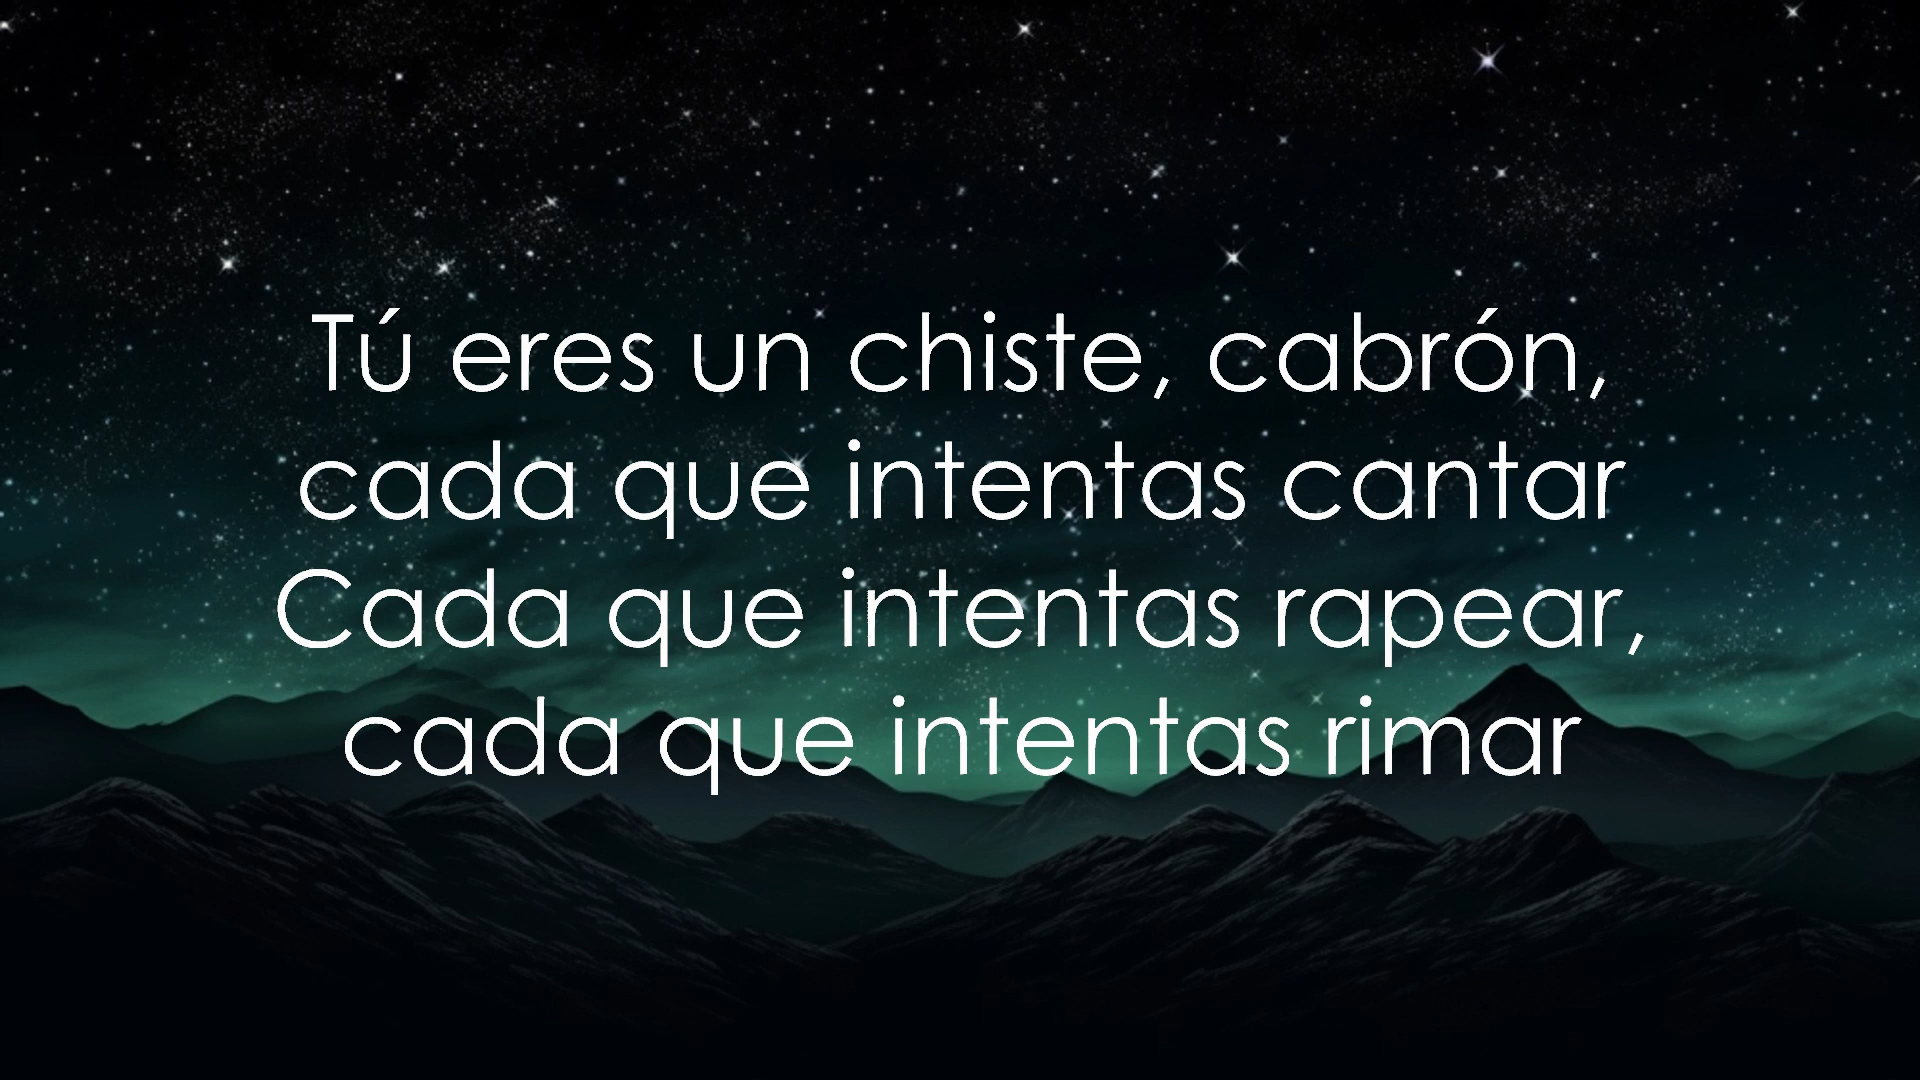 Tú eres un chiste, cabrón,
cada que intentas cantar
Cada que intentas rapear,
cada que intentas rimar